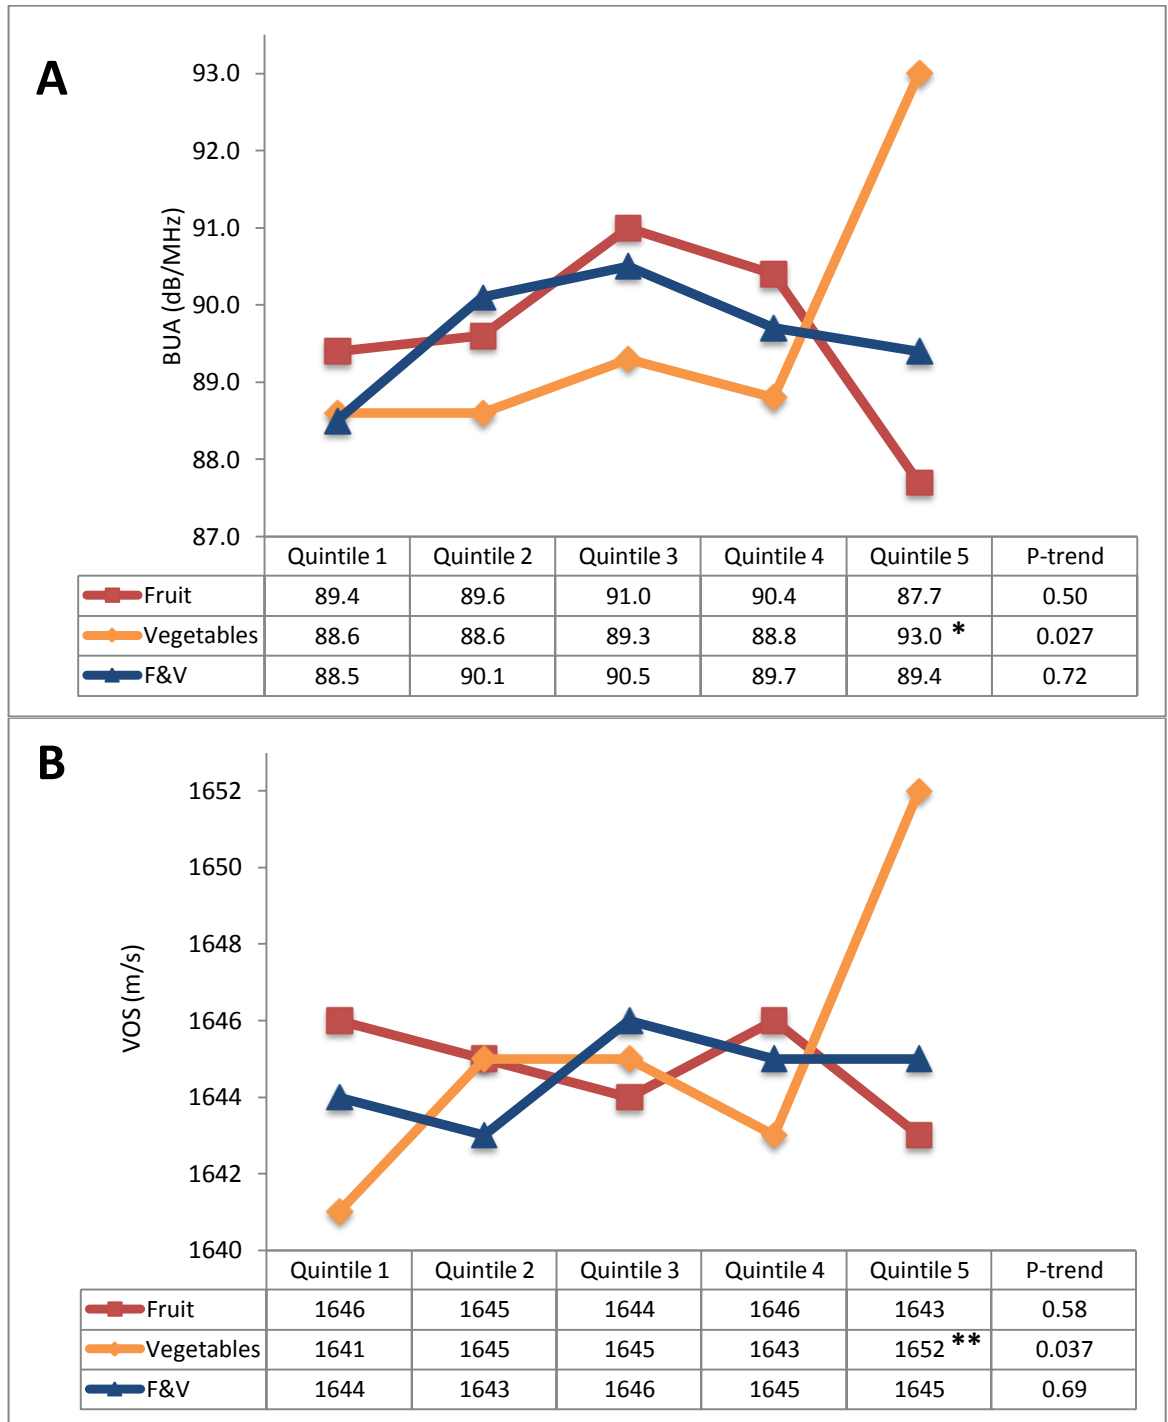 A
93.0
92.0
91.0
90.0
89.0
88.0
87.0
BUA (dB/MHz)
Quintile 1 Quintile 2 Quintile 3 Quintile 4 Quintile 5 P-trend
Fruit 89.4 89.6 91.0 90.4 87.7 0.50
Vegetables 88.6 88.6 89.3 88.8 93.0 * 0.027
F&V 88.5 90.1 90.5 89.7 89.4 0.72
B
1652
1650
1648
1646
1644
1642
1640
VOS (m/s)
Quintile 1 Quintile 2 Quintile 3 Quintile 4 Quintile 5 P-trend
Fruit 1646 1645 1644 1646 1643 0.58
Vegetables 1641 1645 1645 1643 1652 ** 0.037
F&V 1644 1643 1646 1645 1645 0.69